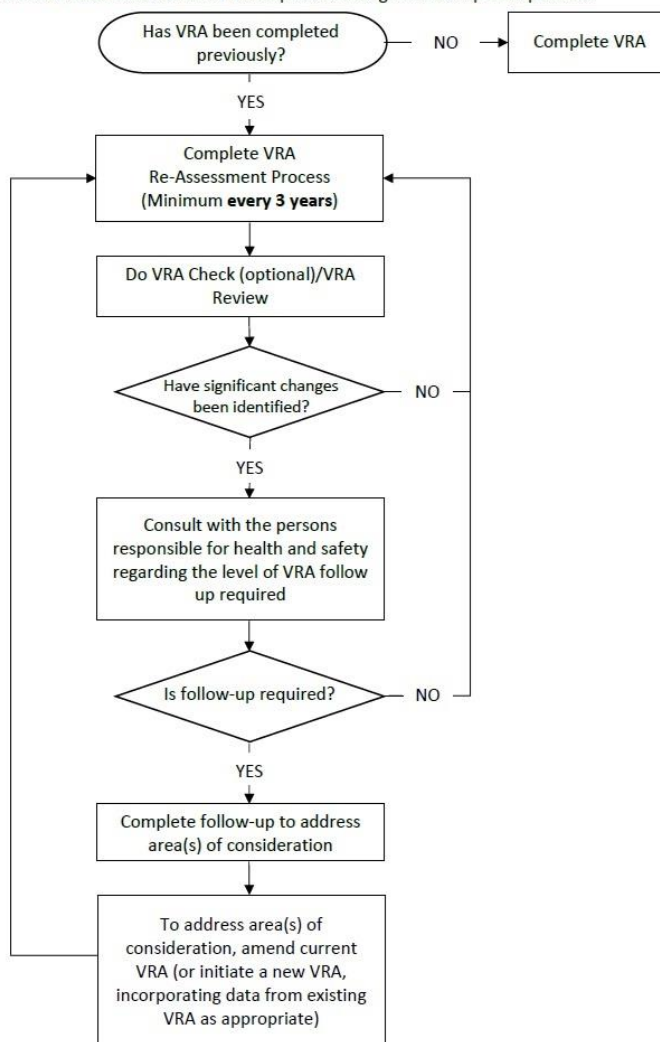 Has VRA been completed
previously?
NO
Complete VRA
YES
Complete VRA
Re-Assessment Process
(Minimum every 3 years)
Do VRA Check (optional)/VRA
Review
Have significant changes
been identified?
NO
YES
Consult with the persons
responsible for health and safety
regarding the level of VRA follow
up required
Is follow-up required?
NO
YES
Complete follow-up to address
area(s) of consideration
To address area(s) of
consideration, amend current
VRA (or initiate a new VRA,
incorporating data from existing
VRA as appropriate)